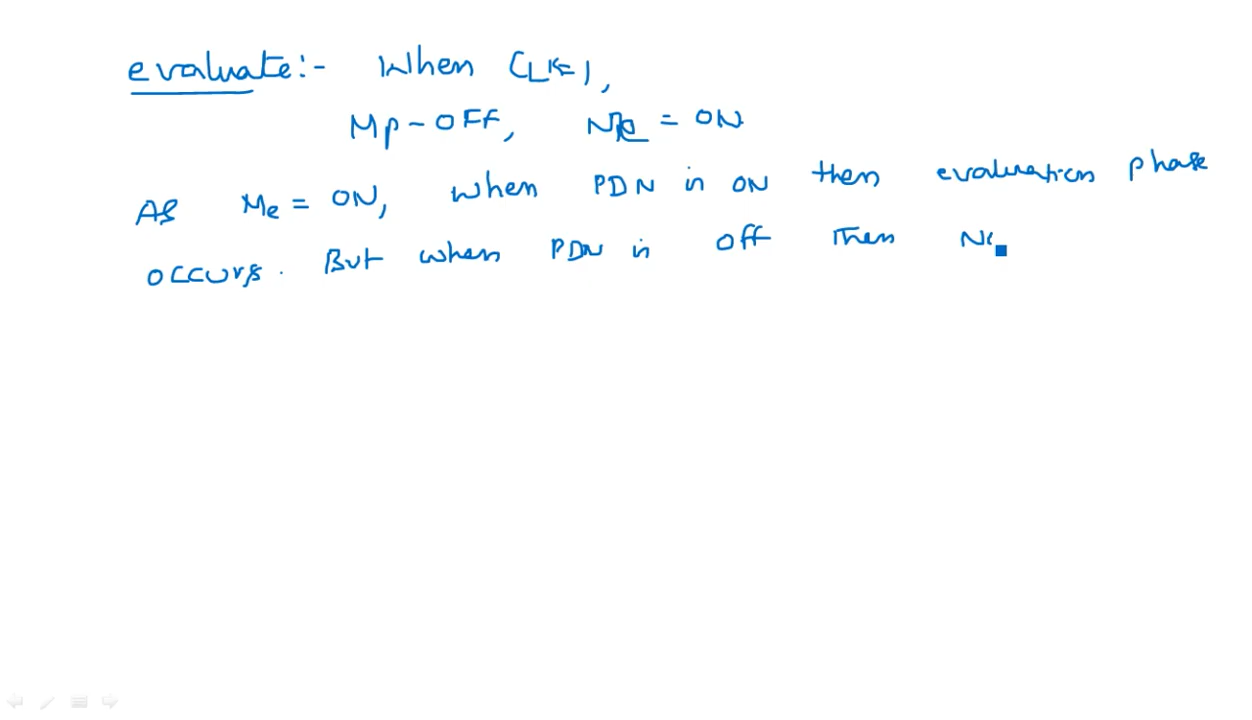 evaluate:- When CLK=1,
Mp - OFF, = ON
As Me = ON, when PDN is ON then evaluation phase
occurs. But when PDN is off then